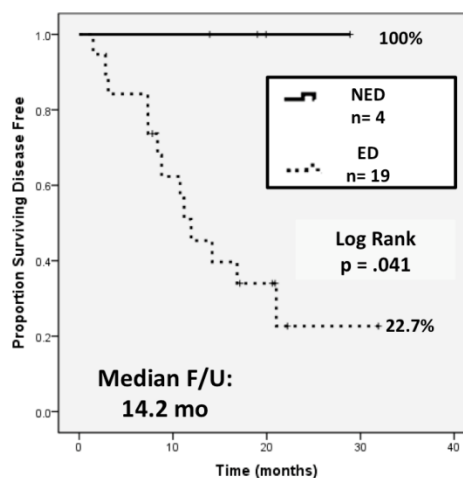 1.0
0.8
0.6
0.4
0.2
0.0
Proportion Surviving Disease Free
100%
NED
n= 4
ED
n= 19
Log Rank
p = .041
22.7%
Median F/U:
14.2 mo
0
10
20
30
40
Time (months)